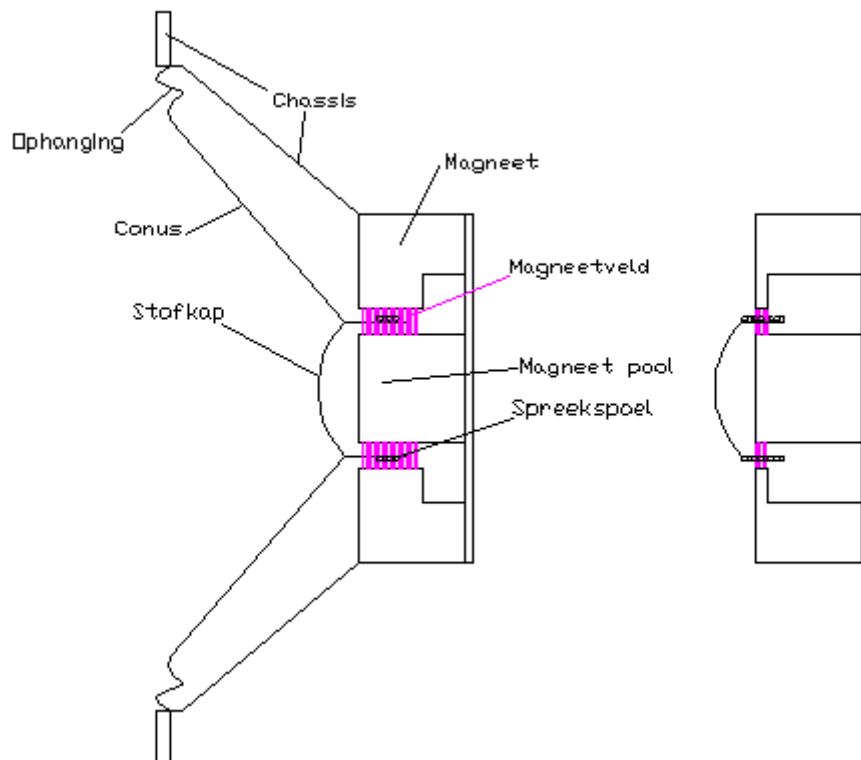 Chassis
Ophanging
Magneet
Conus
Magneetveld
Stofkap
Magneet pool
Spreekspoel